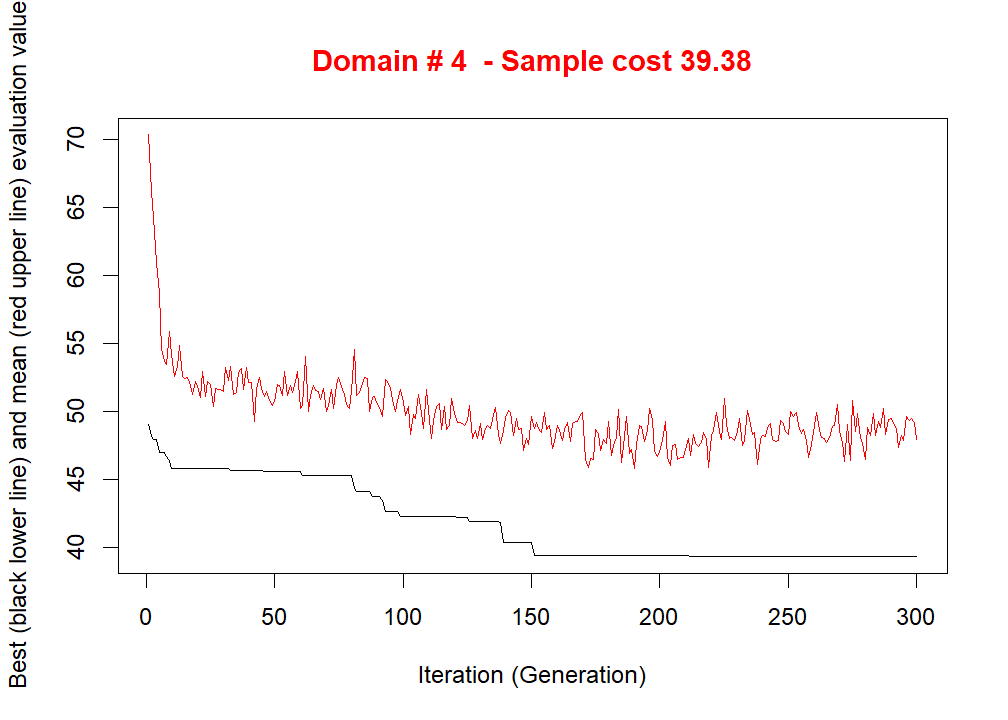 Domain # 4  - Sample cost 39.38
Best (black lower line) and mean (red upper line) evaluation value
70
65
60
55
50
45
40
0 50 100 150 200 250 300
Iteration (Generation)